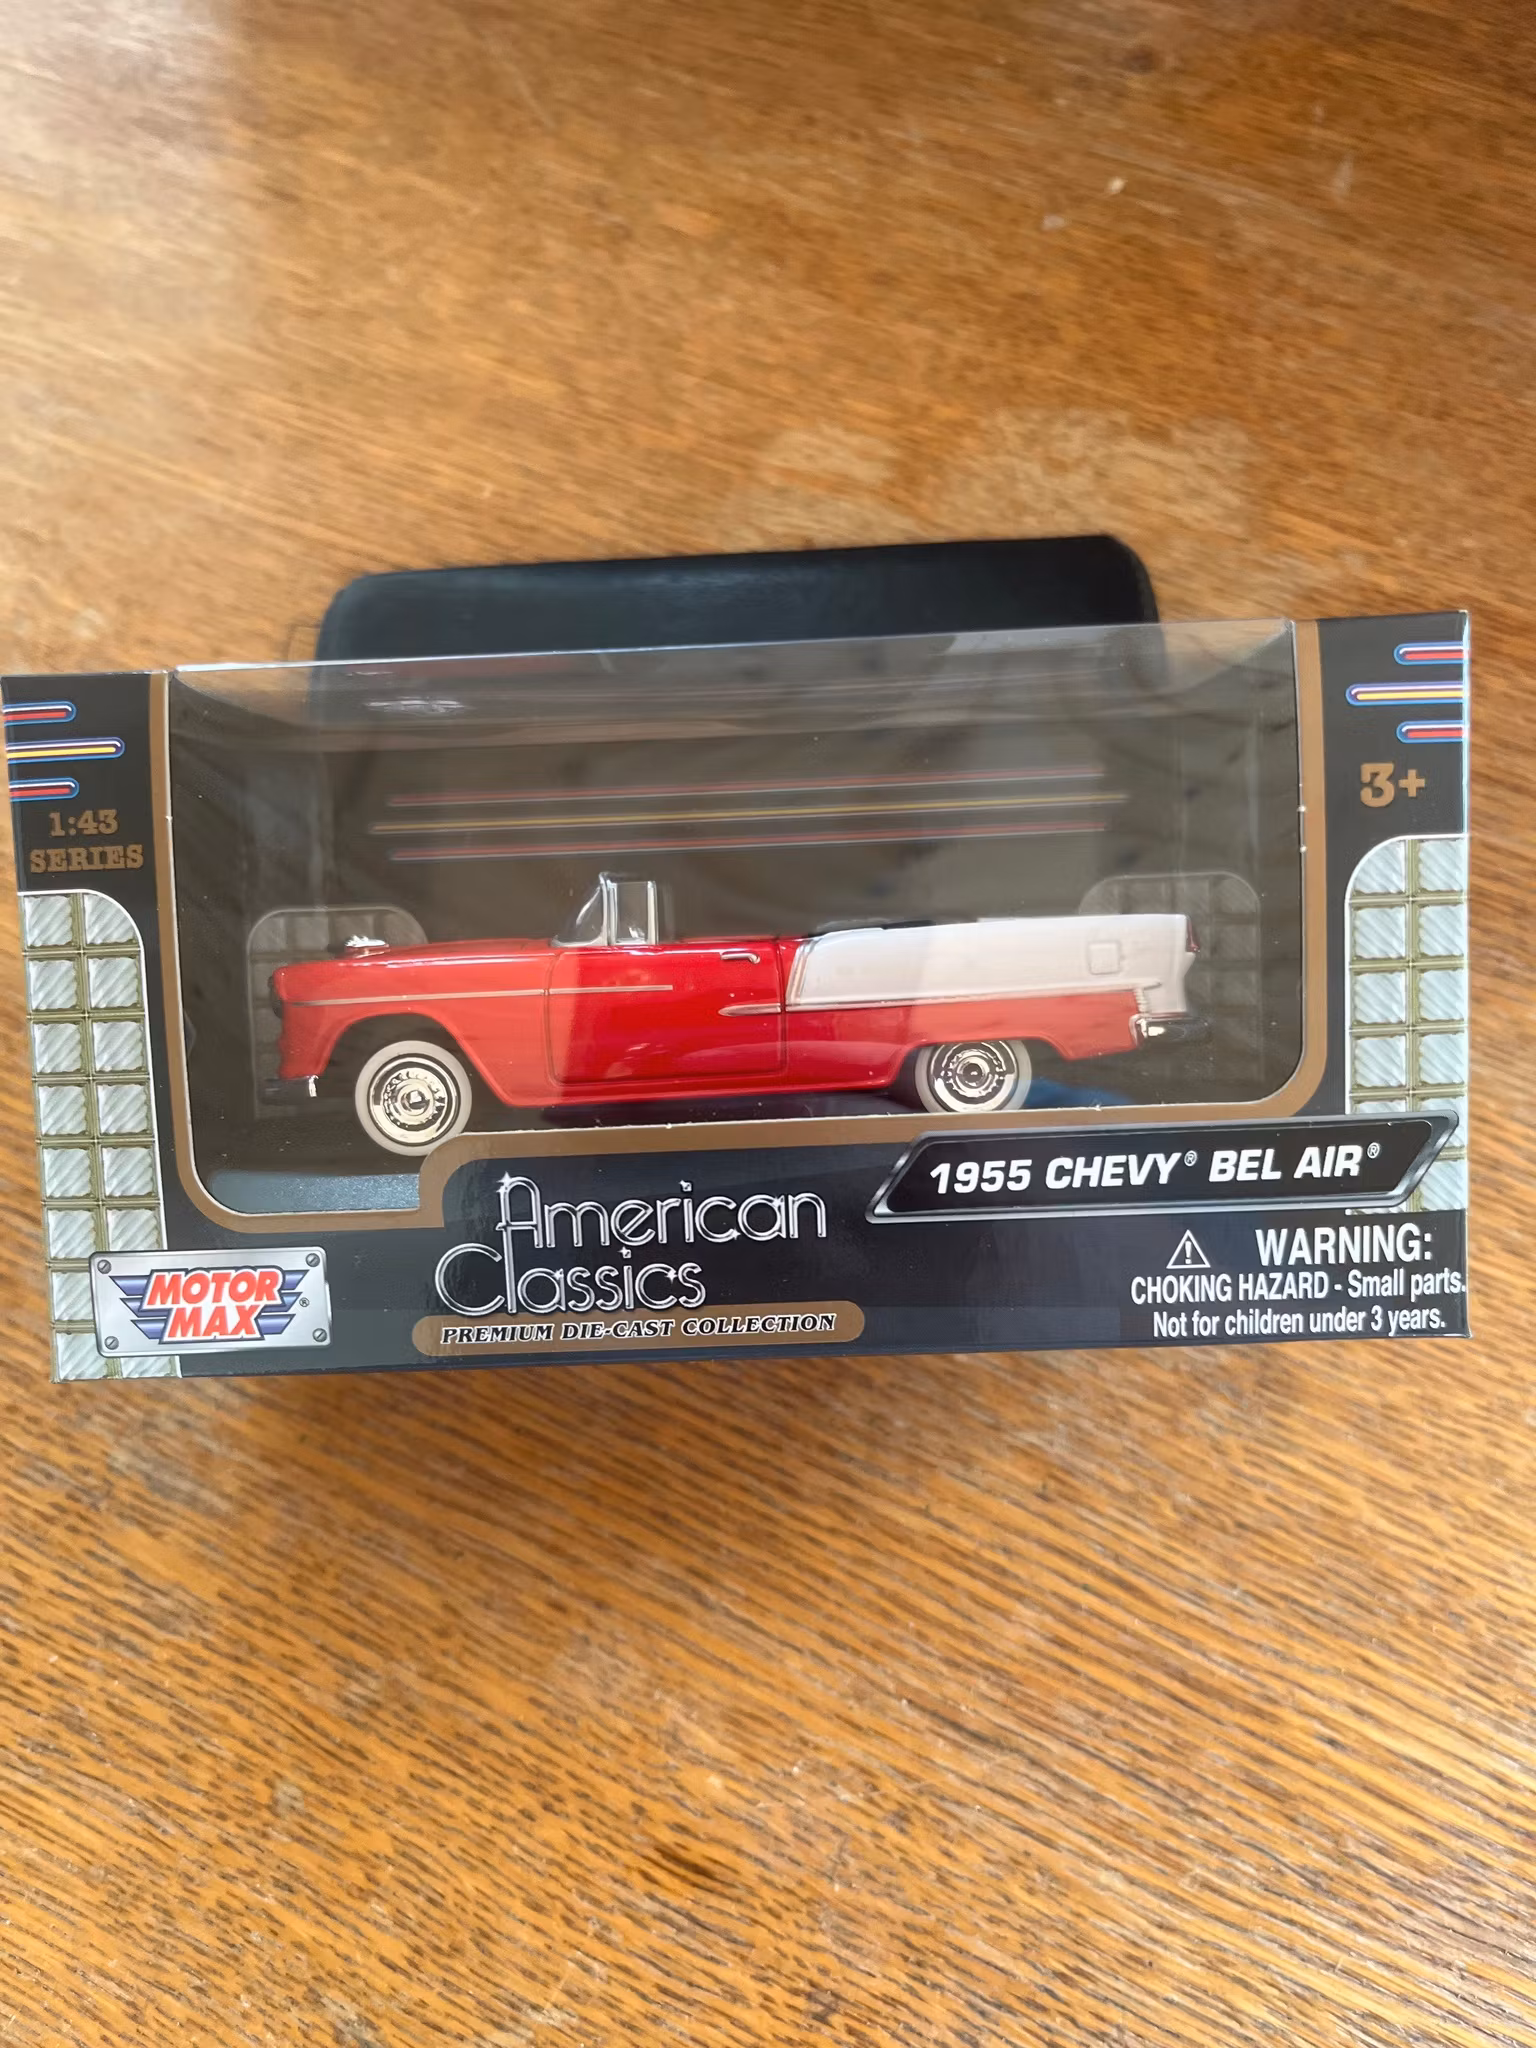 3+
1:43
SERIES
1955 CHEVY® BEL AIR®
American
Classics
PREMIUM DIE-CAST COLLECTION
MOTOR
MAX®
WARNING:
CHOKING HAZARD - Small parts.
Not for children under 3 years.